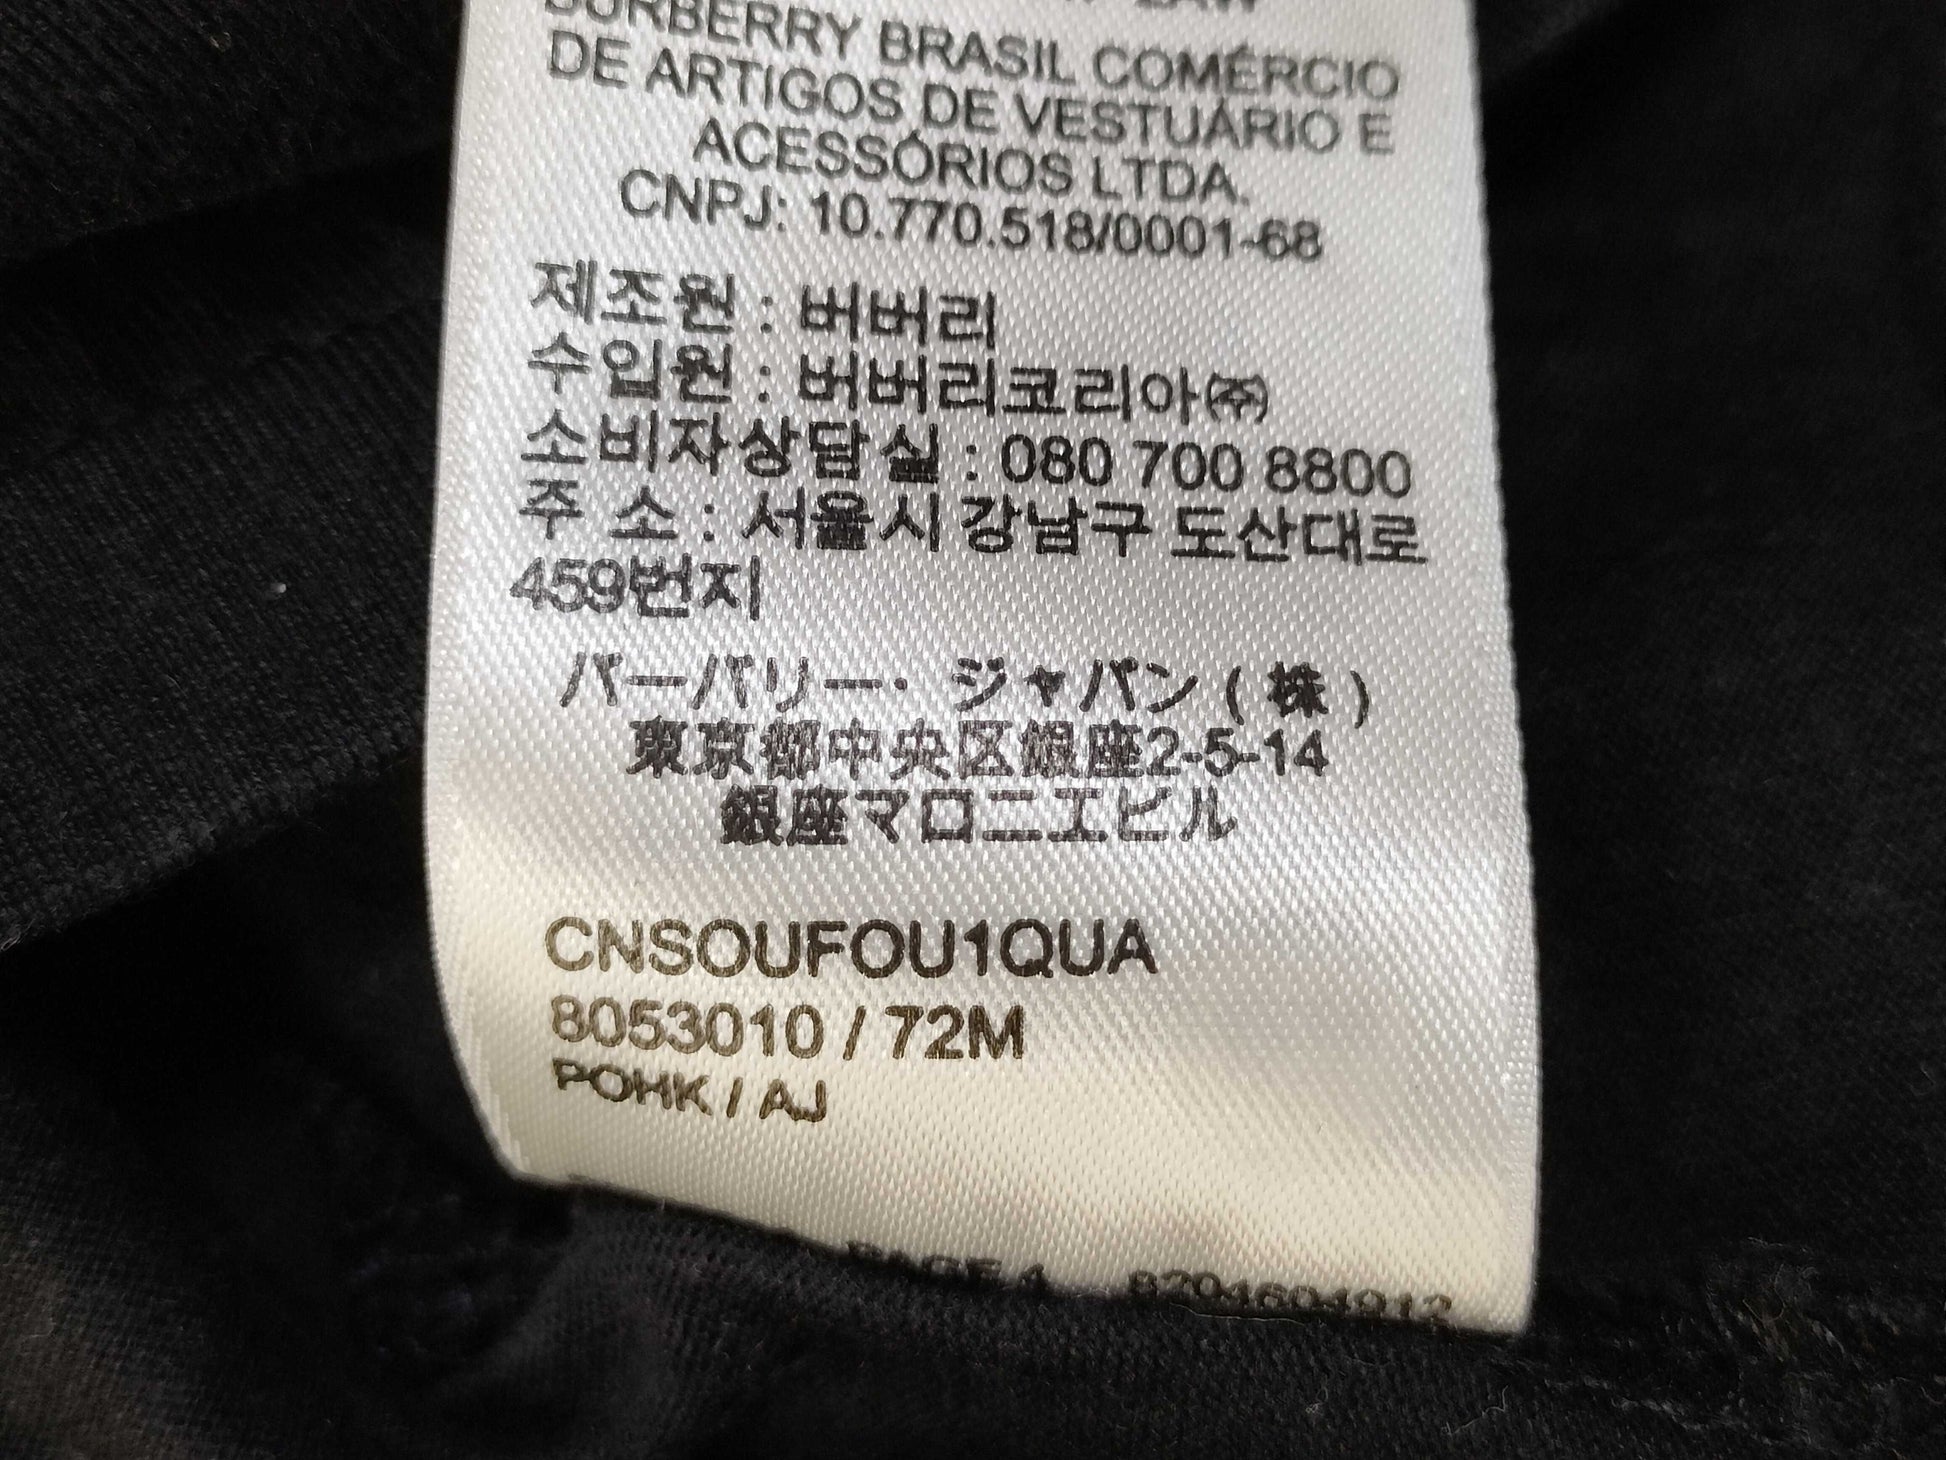 BURBERRY BRASIL COMÉRCIO
DE ARTIGOS DE VESTUÁRIO E
ACESSÓRIOS LTDA.
CNPJ: 10.770.518/0001-68
제조원 : 버버리
수입원 : 버버리코리아㈜
소비자상담실 : 080 700 8800
주 소 : 서울시 강남구 도산대로
459번지
バーバリー・ジャパン ( 株 )
東京都中央区銀座2-5-14
銀座マロニエビル
CNSOUFOU1QUA
8053010 / 72M
POHK / AJ
PAGE 4 8204604912